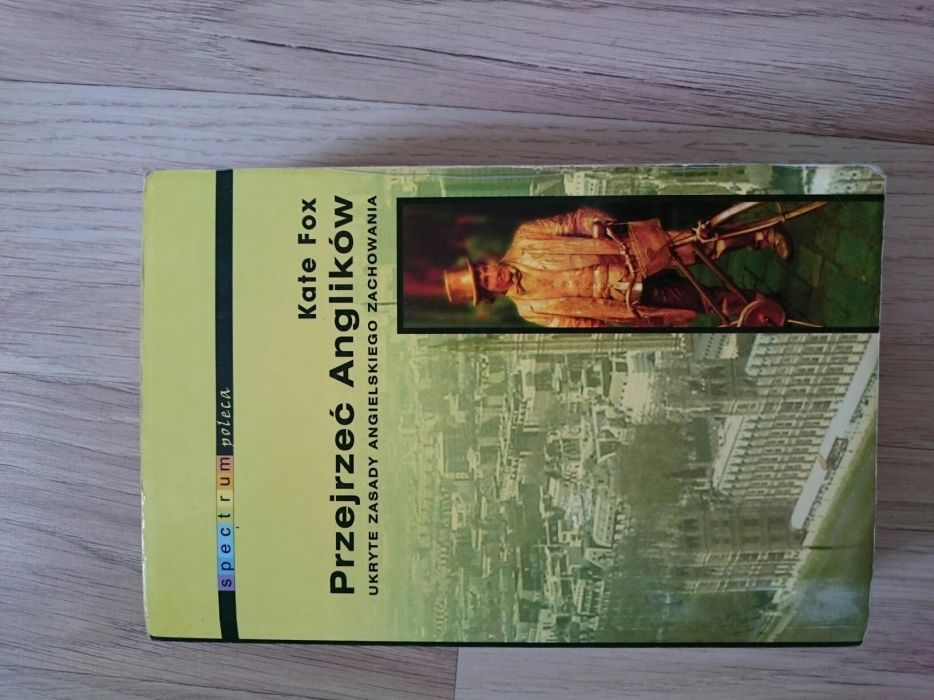 spectrum poleca
Kate Fox
Przejrzeć Anglików
UKRYTE ZASADY ANGIELSKIEGO ZACHOWANIA